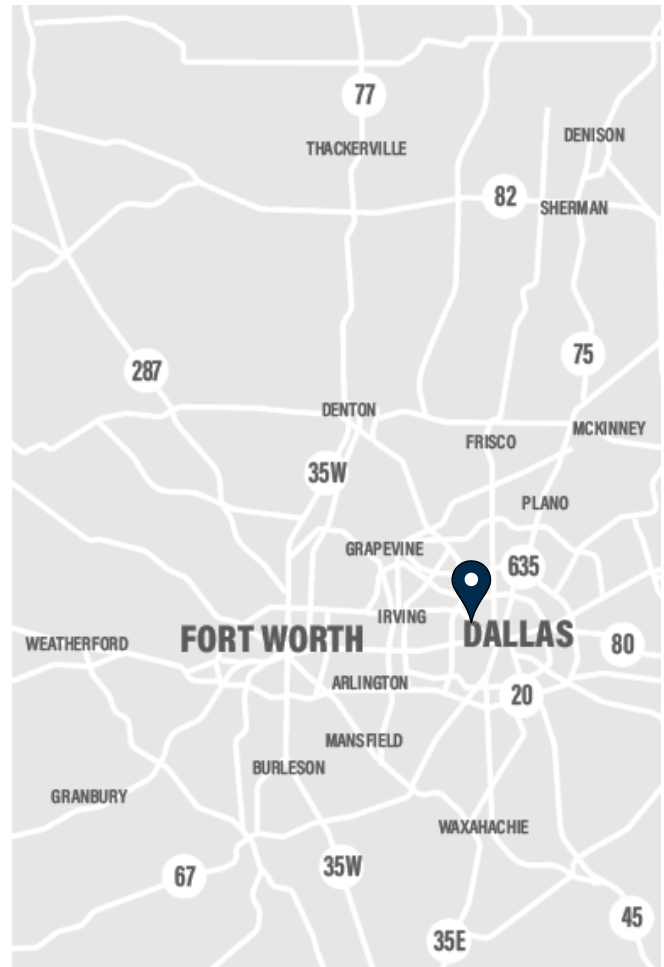 77
THACKERVILLE
DENISON
82
SHERMAN
75
287
DENTON
FRISCO
MCKINNEY
35W
PLANO
GRAPEVINE
635
IRVING
WEATHERFORD
FORT WORTH
DALLAS
80
ARLINGTON
20
MANSFIELD
BURLESON
GRANBURY
WAXAHACHIE
35W
67
45
35E